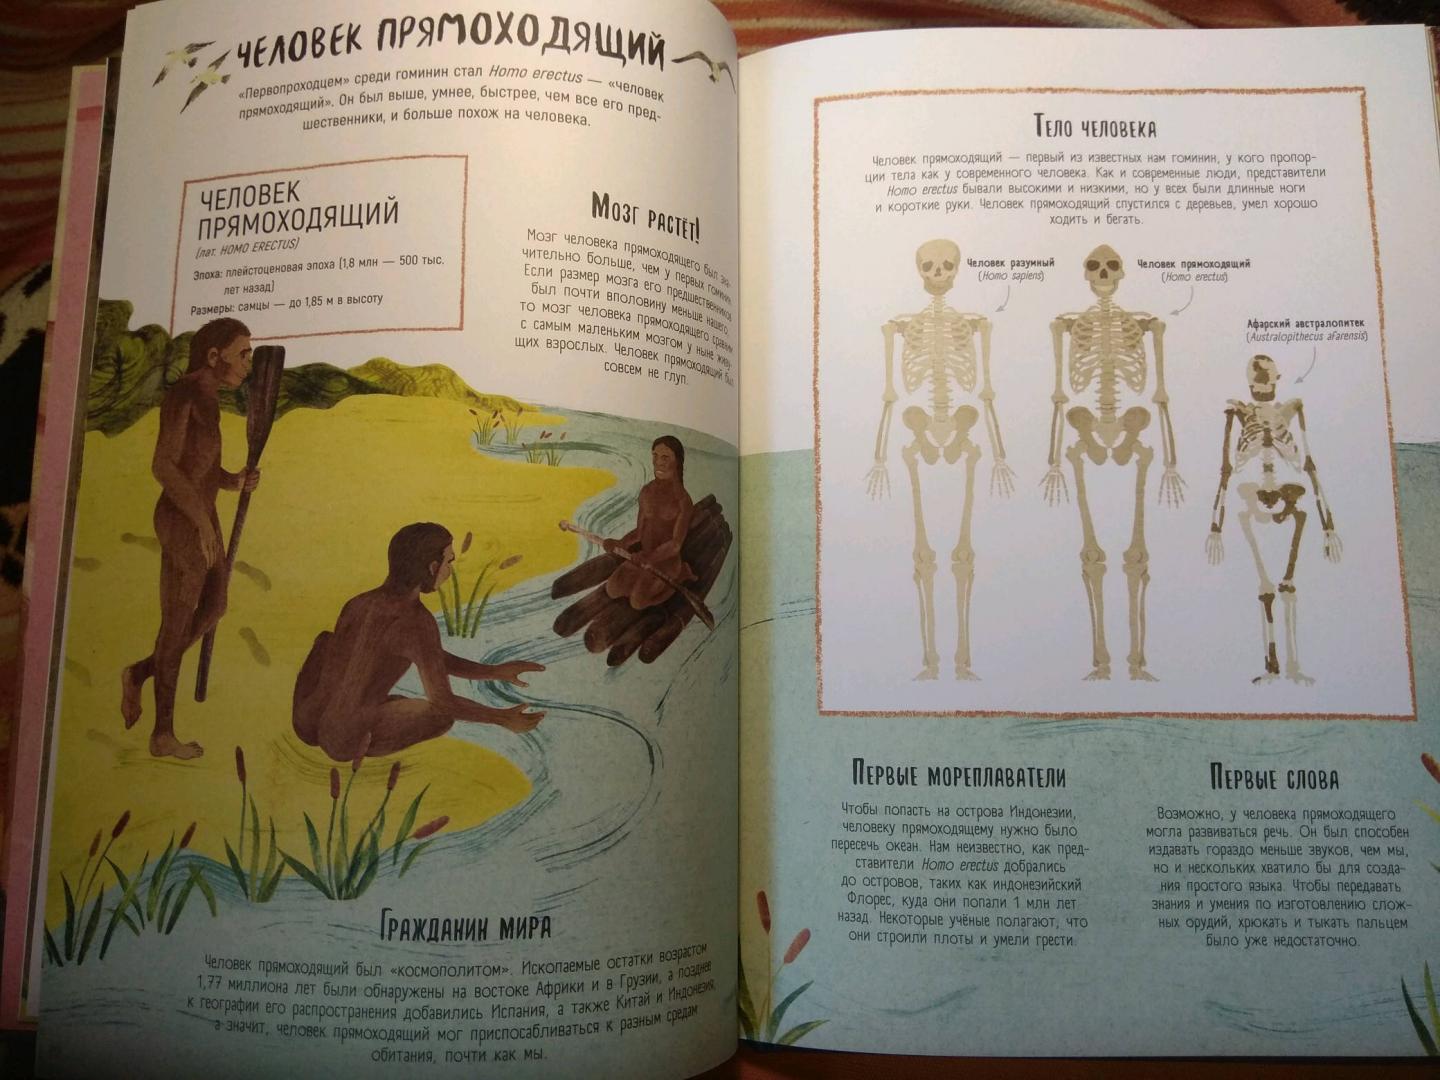 Человек прямоходящий
«Первопроходцем» среди гоминин стал Homo erectus — «человек
прямоходящий». Он был выше, умнее, быстрее, чем все его пред-
шественники, и больше похож на человека.
ЧЕЛОВЕК
ПРЯМОХОДЯЩИЙ
(лат. HOMO ERECTUS)
Эпоха: плейстоценовая эпоха (1,8 млн — 500 тыс.
лет назад)
Размеры: самцы — до 1,85 м в высоту
Мозг растёт!
Мозг человека прямоходящего был зна-
чительно больше, чем у первых гоминин.
Если размер мозга его предшественников
был почти вполовину меньше нашего,
то мозг человека прямоходящего сравним
с самым маленьким мозгом у ныне живу-
щих взрослых. Человек прямоходящий был
совсем не глуп.
Гражданин мира
Человек прямоходящий был «космополитом». Ископаемые остатки возрастом
1,77 миллиона лет были обнаружены на востоке Африки и в Грузии, а позднее
к географии его распространения добавились Испания, а также Китай и Индонезия,
а значит, человек прямоходящий мог приспосабливаться к разным средам
обитания, почти как мы.
Тело человека
Человек прямоходящий — первый из известных нам гоминин, у кого пропор-
ции тела как у современного человека. Как и современные люди, представители
Homo erectus бывали высокими и низкими, но у всех были длинные ноги
и короткие руки. Человек прямоходящий спустился с деревьев, умел хорошо
ходить и бегать.
Человек разумный
(Homo sapiens)
Человек прямоходящий
(Homo erectus)
Афарский австралопитек
(Australopithecus afarensis)
Первые мореплаватели
Чтобы попасть на острова Индонезии,
человеку прямоходящему нужно было
пересечь океан. Нам неизвестно, как пред-
ставители Homo erectus добрались
до островов, таких как индонезийский
Флорес, куда они попали 1 млн лет
назад. Некоторые учёные полагают, что
они строили плоты и умели грести.
Первые слова
Возможно, у человека прямоходящего
могла развиваться речь. Он был способен
издавать гораздо меньше звуков, чем мы,
но и нескольких хватило бы для созда-
ния простого языка. Чтобы передавать
знания и умения по изготовлению слож-
ных орудий, хрюкать и тыкать пальцем
было уже недостаточно.